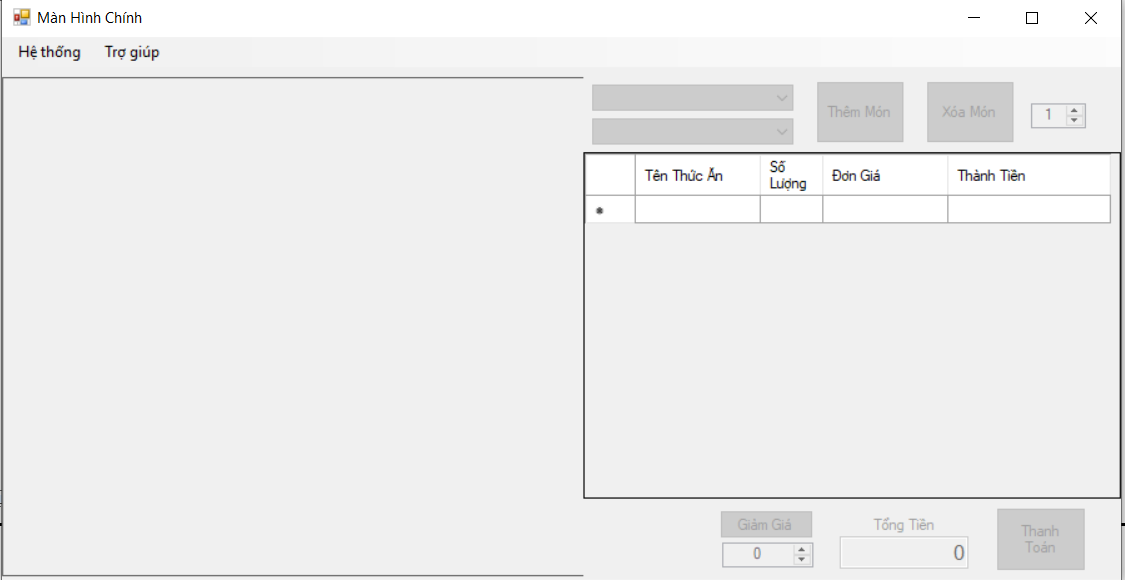 Màn Hình Chính
Hệ thống Trợ giúp
Thêm Món Xóa Món 1
Tên Thức Ăn Số Lượng Đơn Giá Thành Tiền
Giảm Giá Tổng Tiền Thanh Toán
0 0